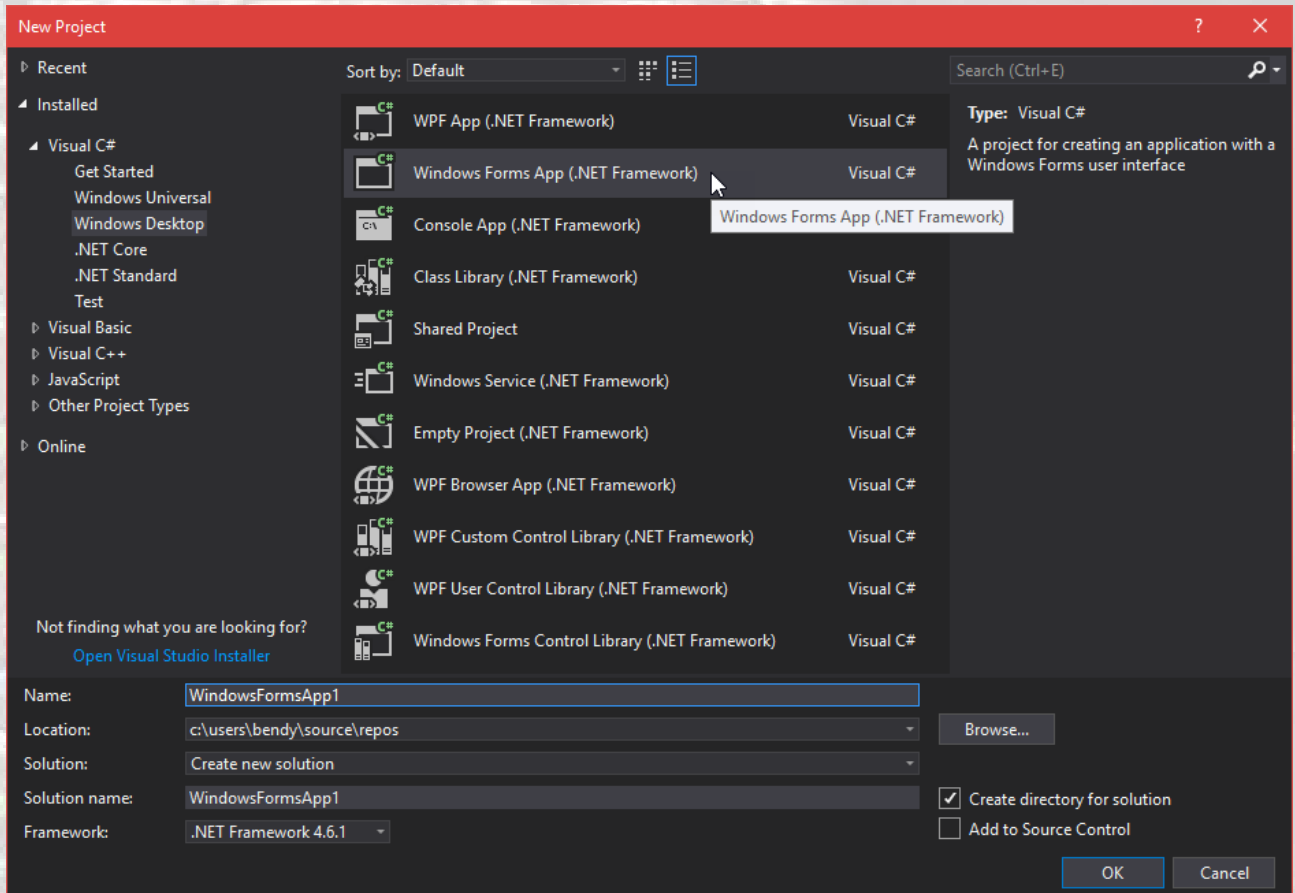 New Project
?
Recent
Installed
Visual C#
Get Started
Windows Universal
Windows Desktop
.NET Core
.NET Standard
Test
Visual Basic
Visual C++
JavaScript
Other Project Types
Online
Not finding what you are looking for?
Open Visual Studio Installer
Sort by: Default
C# WPF App (.NET Framework) Visual C#
C# Windows Forms App (.NET Framework) Visual C#
Windows Forms App (.NET Framework)
C# C:\ Console App (.NET Framework)
C# Class Library (.NET Framework) Visual C#
C# Shared Project Visual C#
C# Windows Service (.NET Framework) Visual C#
C# Empty Project (.NET Framework) Visual C#
C# WPF Browser App (.NET Framework) Visual C#
C# WPF Custom Control Library (.NET Framework) Visual C#
C# WPF User Control Library (.NET Framework) Visual C#
C# Windows Forms Control Library (.NET Framework) Visual C#
Search (Ctrl+E)
Type: Visual C#
A project for creating an application with a
Windows Forms user interface
Name: WindowsFormsApp1
Location: c:\users\bendy\source\repos
Browse...
Solution: Create new solution
Solution name: WindowsFormsApp1
Create directory for solution
Framework: .NET Framework 4.6.1
Add to Source Control
OK Cancel